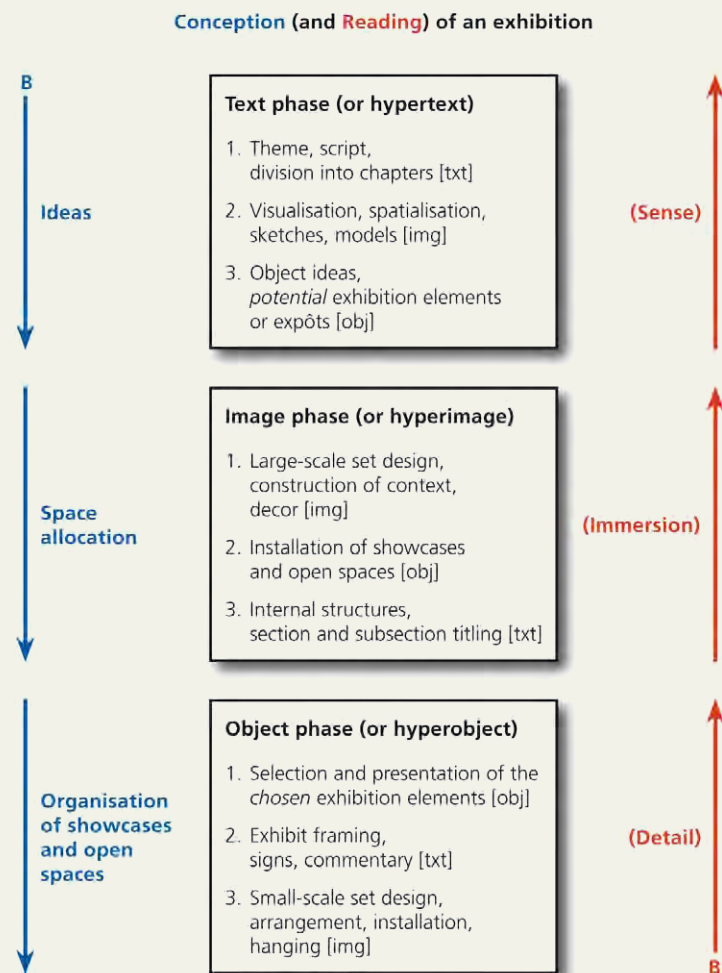 Conception (and Reading) of an exhibition
B
Ideas
Text phase (or hypertext)
1. Theme, script,
division into chapters [txt]
2. Visualisation, spatialisation,
sketches, models [img]
3. Object ideas,
potential exhibition elements
or expôts [obj]
(Sense)
Space
allocation
Image phase (or hyperimage)
1. Large-scale set design,
construction of context,
decor [img]
2. Installation of showcases
and open spaces [obj]
3. Internal structures,
section and subsection titling [txt]
(Immersion)
Organisation
of showcases
and open
spaces
Object phase (or hyperobject)
1. Selection and presentation of the
chosen exhibition elements [obj]
2. Exhibit framing,
signs, commentary [txt]
3. Small-scale set design,
arrangement, installation,
hanging [img]
(Detail)
B